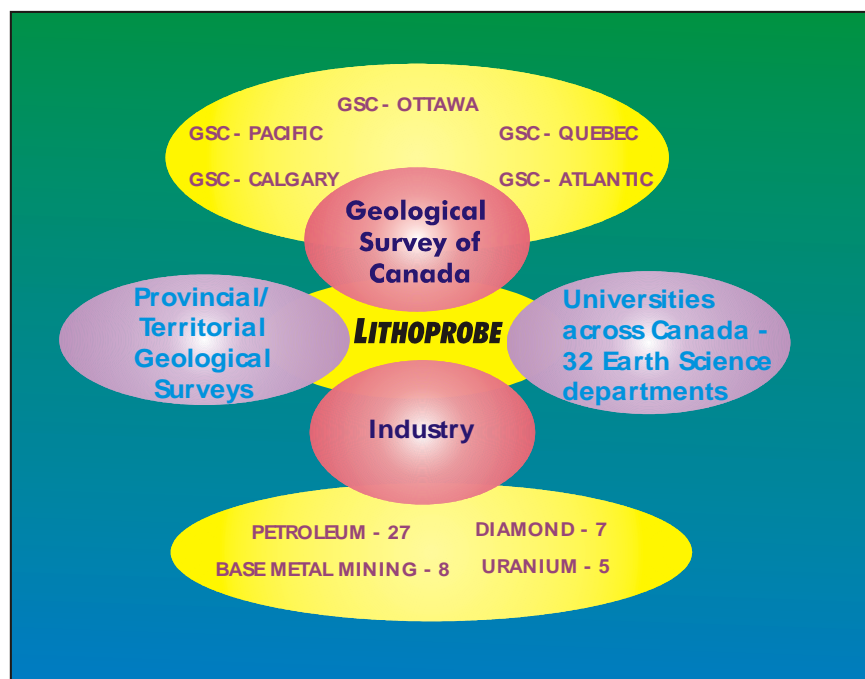 GSC - OTTAWA
GSC - PACIFIC
GSC - QUEBEC
GSC - CALGARY
GSC - ATLANTIC
Geological
Survey of
Canada
Provincial/
Territorial
Geological
Surveys
LITHOPROBE
Universities
across Canada -
32 Earth Science
departments
Industry
PETROLEUM - 27
DIAMOND - 7
BASE METAL MINING - 8
URANIUM - 5